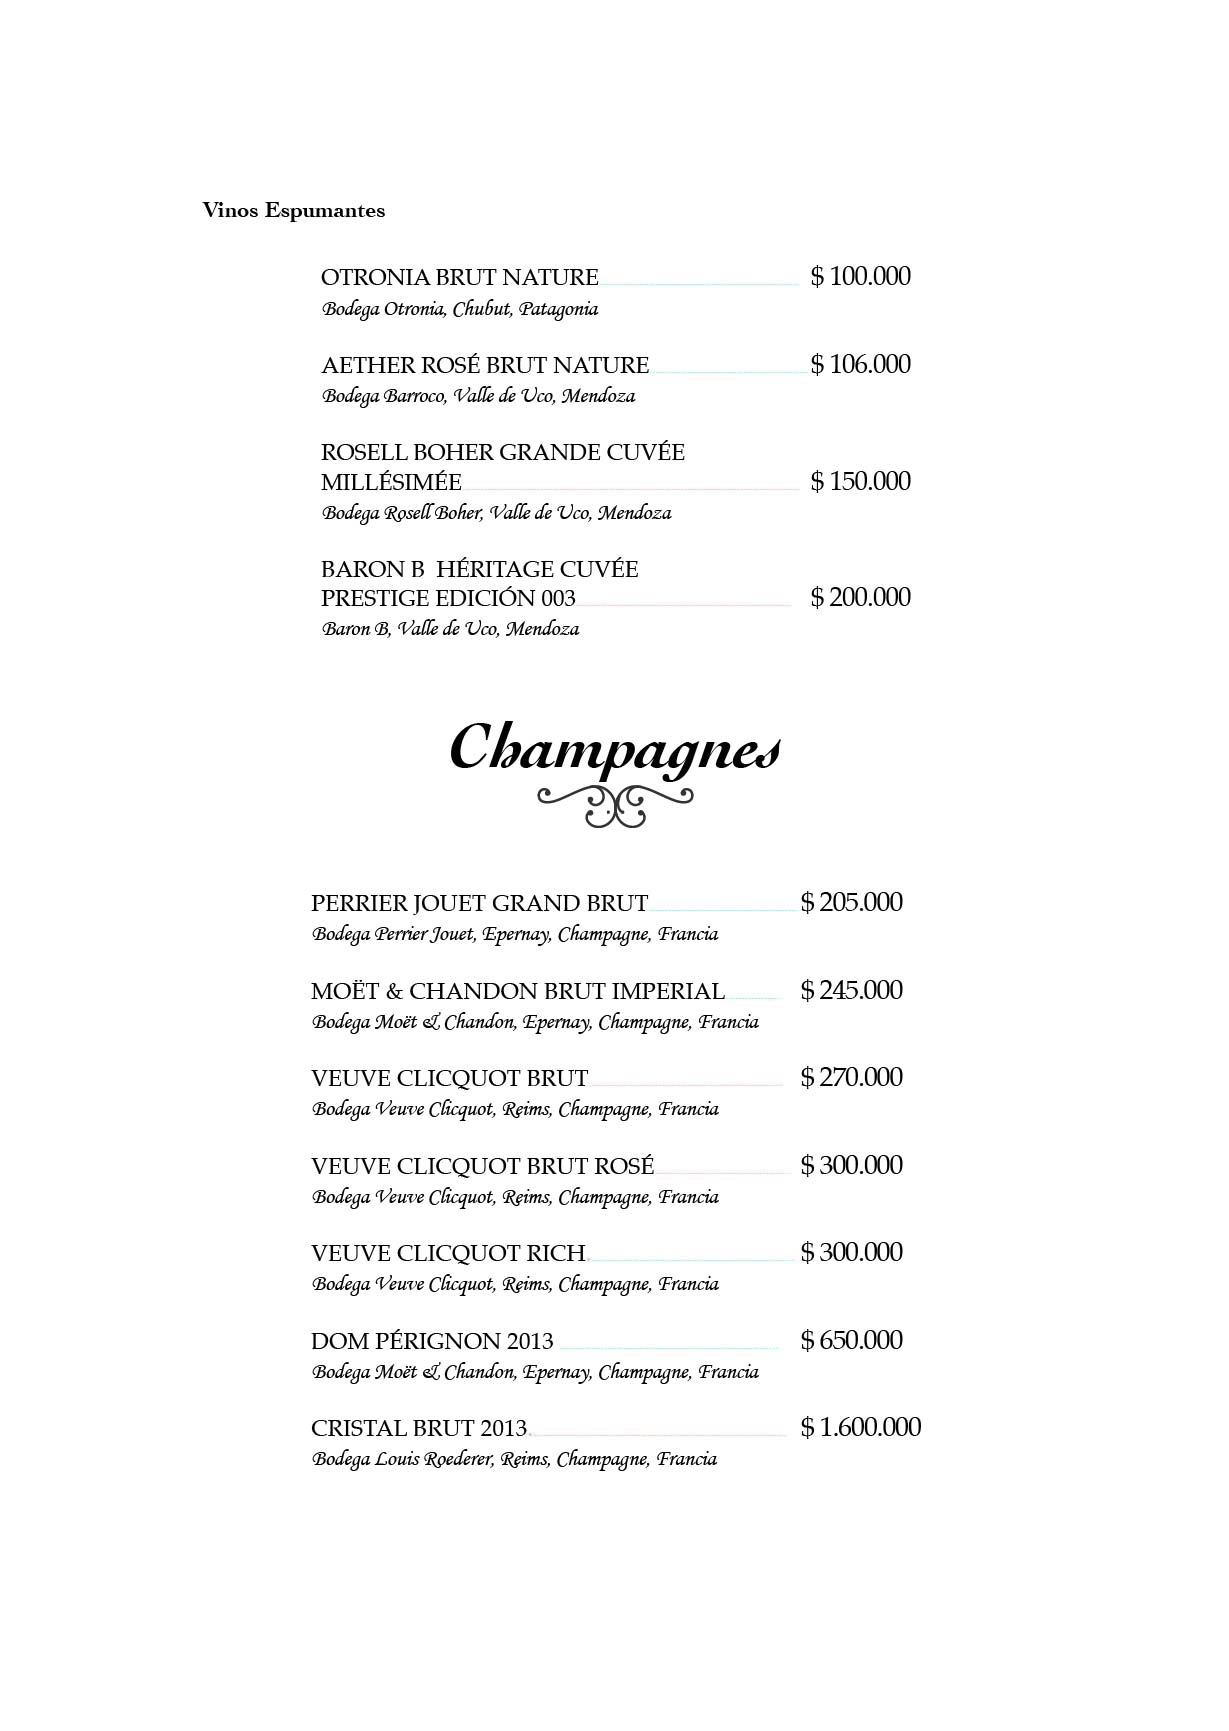 Vinos Espumantes
OTRONIA BRUT NATURE $ 100.000
Bodega Otronia, Chubut, Patagonia
AETHER ROSÉ BRUT NATURE $ 106.000
Bodega Barroco, Valle de Uco, Mendoza
ROSELL BOHER GRANDE CUVÉE
MILLÉSIMÉE $ 150.000
Bodega Rosell Boher, Valle de Uco, Mendoza
BARON B HÉRITAGE CUVÉE
PRESTIGE EDICIÓN 003 $ 200.000
Baron B, Valle de Uco, Mendoza
Champagnes
PERRIER JOUET GRAND BRUT $ 205.000
Bodega Perrier Jouet, Epernay, Champagne, Francia
MOËT & CHANDON BRUT IMPERIAL $ 245.000
Bodega Moët & Chandon, Epernay, Champagne, Francia
VEUVE CLICQUOT BRUT $ 270.000
Bodega Veuve Clicquot, Reims, Champagne, Francia
VEUVE CLICQUOT BRUT ROSÉ $ 300.000
Bodega Veuve Clicquot, Reims, Champagne, Francia
VEUVE CLICQUOT RICH. $ 300.000
Bodega Veuve Clicquot, Reims, Champagne, Francia
DOM PÉRIGNON 2013 $ 650.000
Bodega Moët & Chandon, Epernay, Champagne, Francia
CRISTAL BRUT 2013 $ 1.600.000
Bodega Louis Roederer, Reims, Champagne, Francia